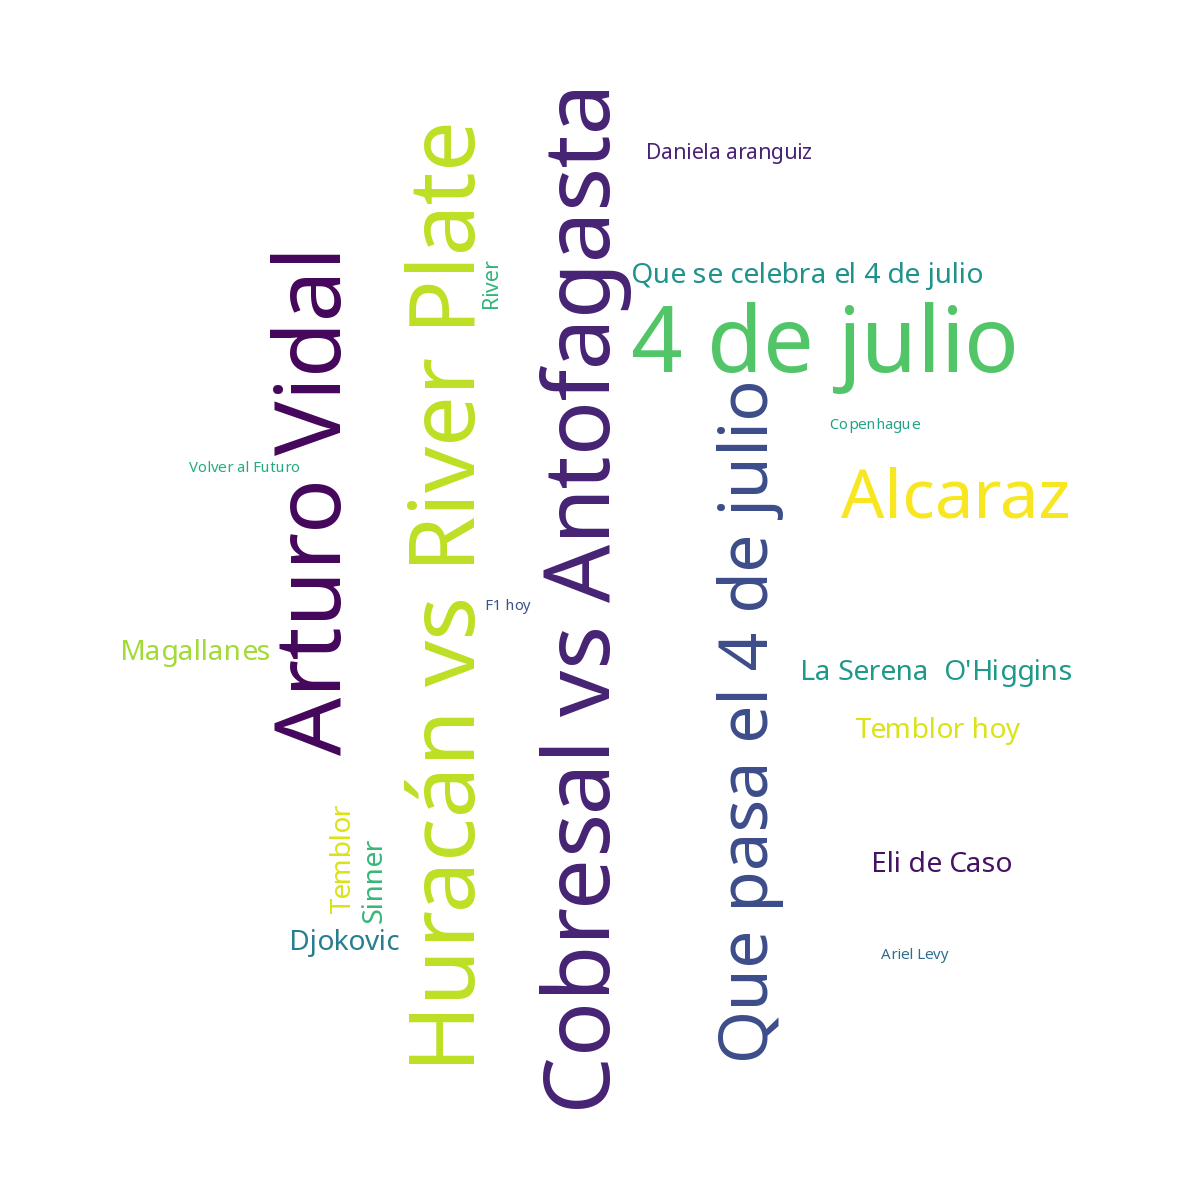 Daniela aranguiz
Que se celebra el 4 de julio
4 de julio
Arturo Vidal
Huracán vs River Plate
River
Cobresal vs Antofagasta
Que pasa el 4 de julio
Copenhague
Volver al Futuro
Alcaraz
F1 hoy
Magallanes
La Serena  O'Higgins
Temblor hoy
Temblor
Sinner
Eli de Caso
Djokovic
Ariel Levy